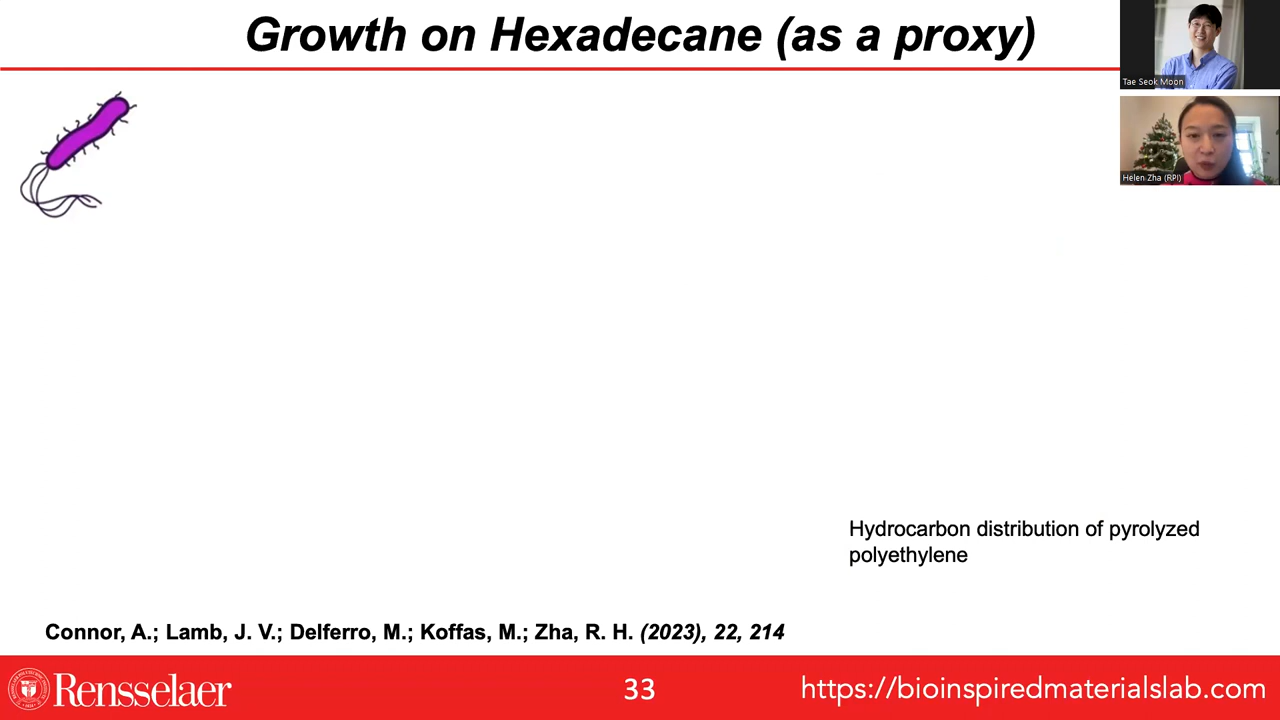 Growth on Hexadecane (as a proxy)
Tae Seok Moon
Helen Zha (RPI)
Hydrocarbon distribution of pyrolyzed
polyethylene
Connor, A.; Lamb, J. V.; Delferro, M.; Koffas, M.; Zha, R. H. (2023), 22, 214
Rensselaer
33
https://bioinspiredmaterialslab.com